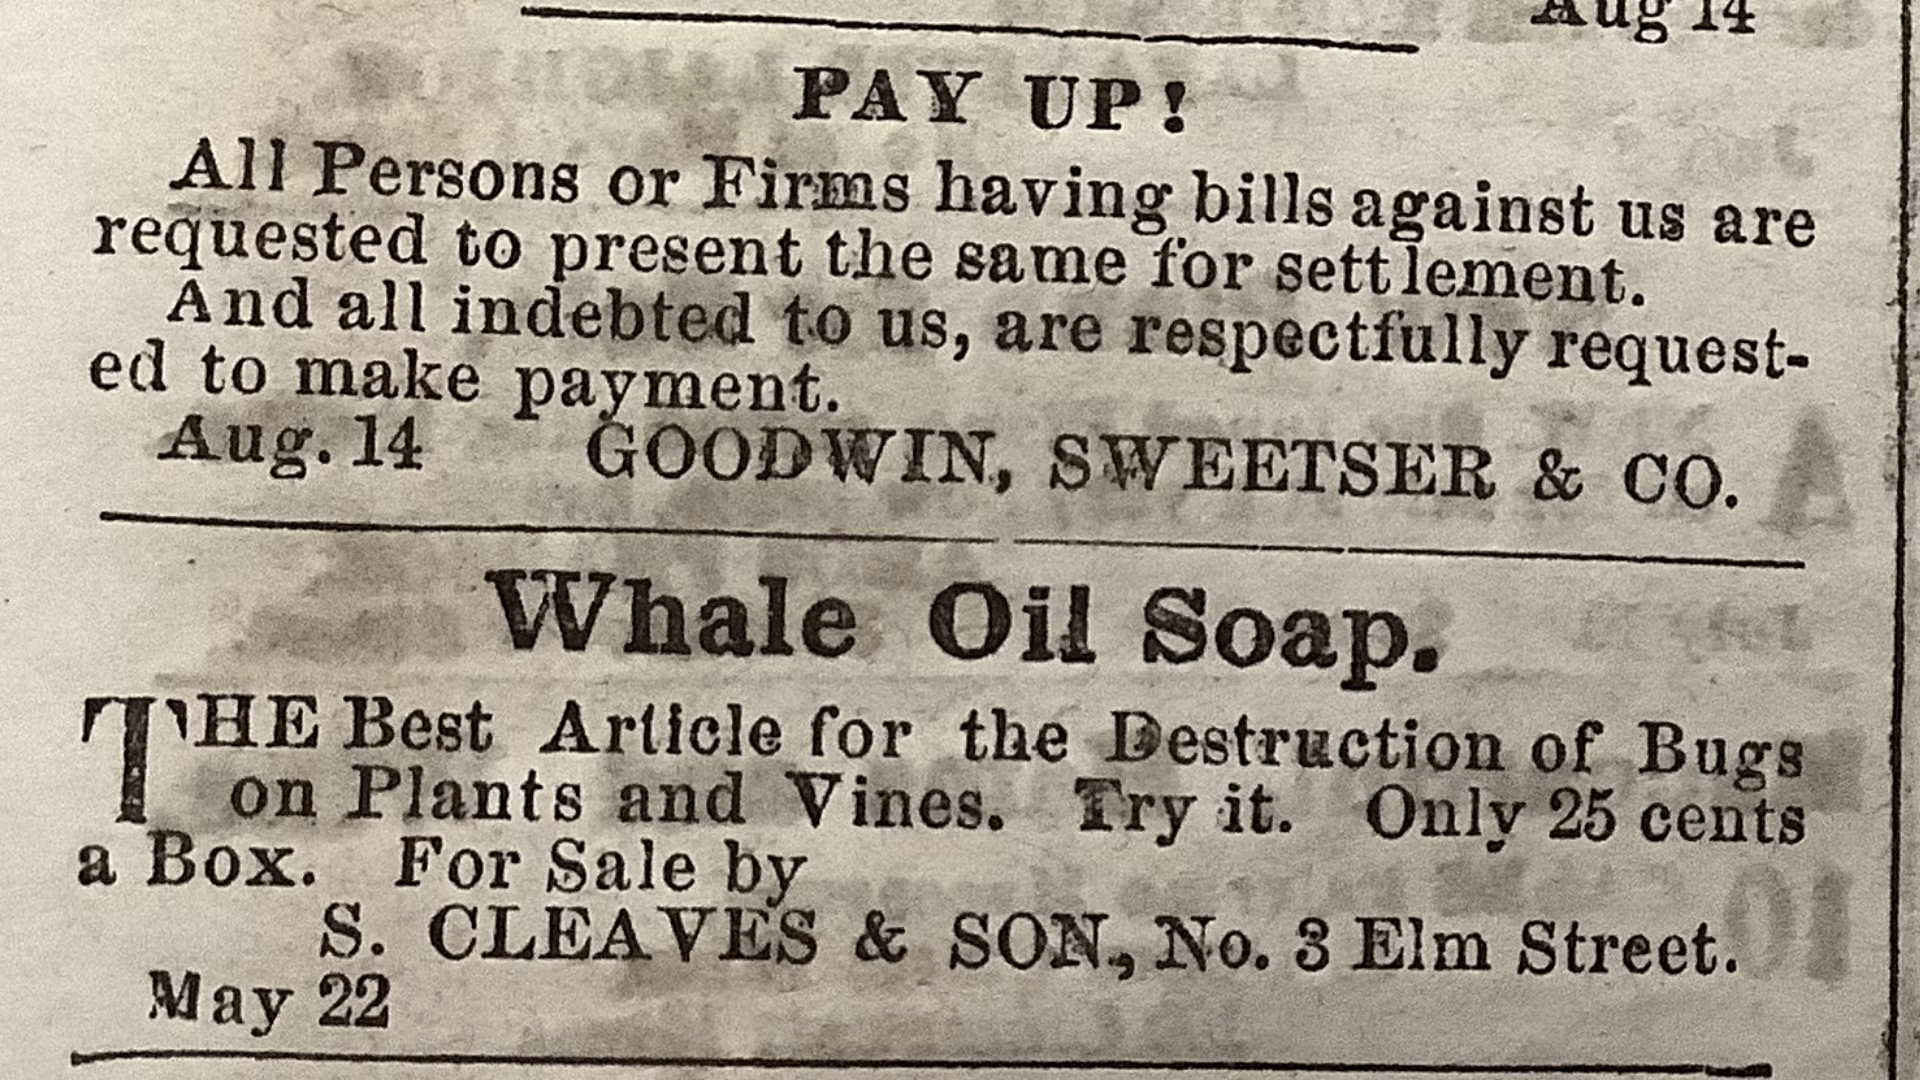 Aug 14
PAY UP!
All Persons or Firms having bills against us are
requested to present the same for settlement.
And all indebted to us, are respectfully request-
ed to make payment.
Aug. 14 GOODWIN, SWEETSER & CO.
Whale Oil Soap.
THE Best Article for the Destruction of Bugs
on Plants and Vines. Try it. Only 25 cents
a Box. For Sale by
S. CLEAVES & SON, No. 3 Elm Street.
May 22